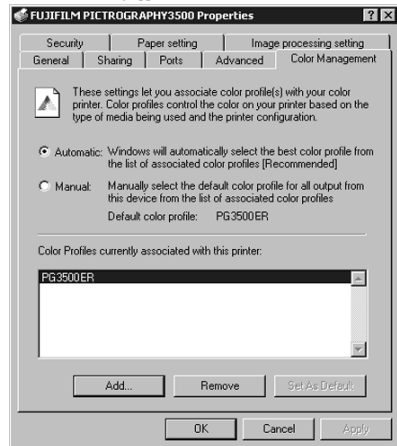 FUJIFILM PICTROGRAPHY3500 Properties
Security Paper setting Image processing setting
General Sharing Ports Advanced Color Management
These settings let you associate color profile(s) with your color
printer. Color profiles control the color on your printer based on the
type of media being used and the printer configuration.
Automatic: Windows will automatically select the best color profile from
the list of associated color profiles [Recommended]
Manual: Manually select the default color profile for all output from
this device from the list of associated color profiles
Default color profile: PG3500ER
Color Profiles currently associated with this printer:
PG3500ER
Add... Remove Set As Default
OK Cancel Apply